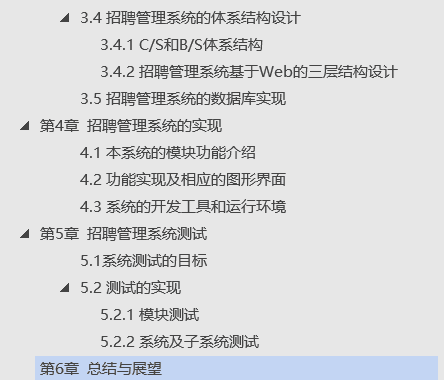 3.4 招聘管理系统的体系结构设计
3.4.1 C/S和B/S体系结构
3.4.2 招聘管理系统基于Web的三层结构设计
3.5 招聘管理系统的数据库实现
第4章 招聘管理系统的实现
4.1 本系统的模块功能介绍
4.2 功能实现及相应的图形界面
4.3 系统的开发工具和运行环境
第5章 招聘管理系统测试
5.1系统测试的目标
5.2 测试的实现
5.2.1 模块测试
5.2.2 系统及子系统测试
第6章 总结与展望